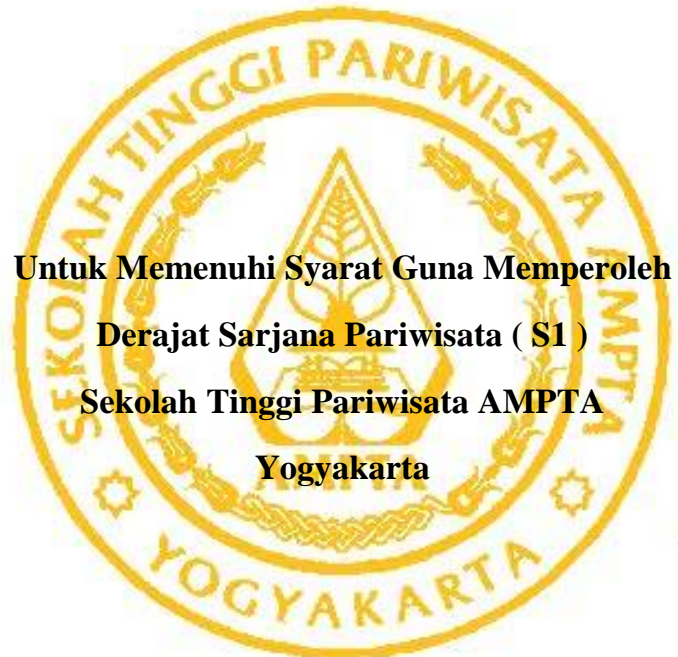 SEKOLAH TINGGI PARIWISATA AMPTA
Untuk Memenuhi Syarat Guna Memperoleh
Derajat Sarjana Pariwisata ( S1 )
Sekolah Tinggi Pariwisata AMPTA
Yogyakarta
AMPTA
YOGYAKARTA